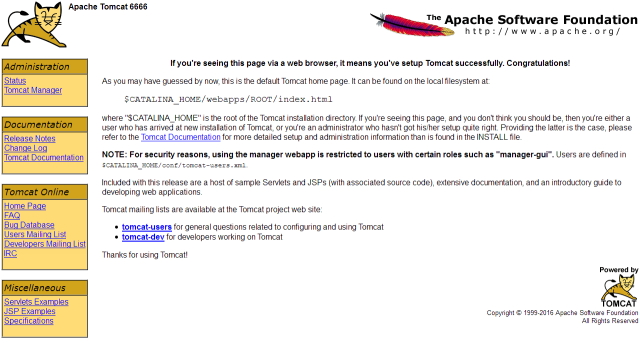 Apache Tomcat 6666
The Apache Software Foundation
http://www.apache.org/
Administration
Status
Tomcat Manager
Documentation
Release Notes
Change Log
Tomcat Documentation
Tomcat Online
Home Page
FAQ
Bug Database
Users Mailing List
Developers Mailing List
IRC
Miscellaneous
Servlets Examples
JSP Examples
Specifications
If you're seeing this page via a web browser, it means you've setup Tomcat successfully. Congratulations!
As you may have guessed by now, this is the default Tomcat home page. It can be found on the local filesystem at:
$CATALINA_HOME/webapps/ROOT/index.html
where "$CATALINA_HOME" is the root of the Tomcat installation directory. If you're seeing this page, and you don't think you should be, then you're either a
user who has arrived at new installation of Tomcat, or you're an administrator who hasn't got his/her setup quite right. Providing the latter is the case, please
refer to the Tomcat Documentation for more detailed setup and administration information than is found in the INSTALL file.
NOTE: For security reasons, using the manager webapp is restricted to users with certain roles such as "manager-gui". Users are defined in
$CATALINA_HOME/conf/tomcat-users.xml.
Included with this release are a host of sample Servlets and JSPs (with associated source code), extensive documentation, and an introductory guide to
developing web applications.
Tomcat mailing lists are available at the Tomcat project web site:
• tomcat-users for general questions related to configuring and using Tomcat
• tomcat-dev for developers working on Tomcat
Thanks for using Tomcat!
Powered by
TOMCAT
Copyright © 1999-2016 Apache Software Foundation
All Rights Reserved